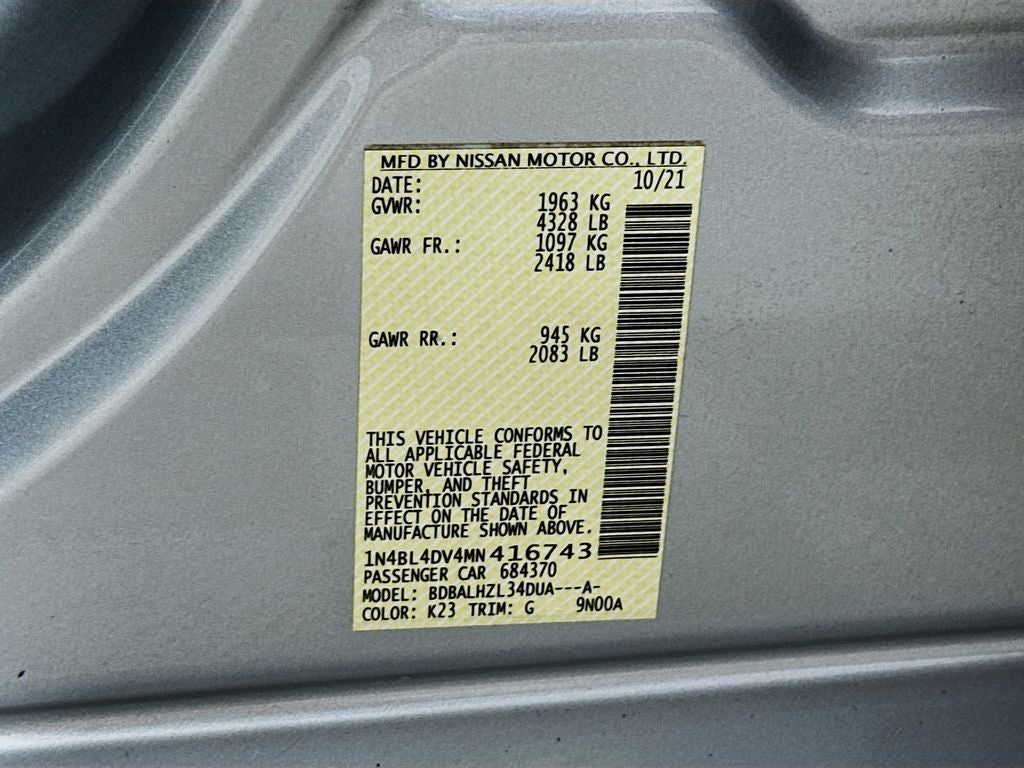 MFD BY NISSAN MOTOR CO., LTD.
DATE: 10/21
GVWR: 1963 KG
4328 LB
GAWR FR.: 1097 KG
2418 LB
GAWR RR.: 945 KG
2083 LB
THIS VEHICLE CONFORMS TO
ALL APPLICABLE FEDERAL
MOTOR VEHICLE SAFETY,
BUMPER, AND THEFT
PREVENTION STANDARDS IN
EFFECT ON THE DATE OF
MANUFACTURE SHOWN ABOVE.
1N4BL4DV4MN416743
PASSENGER CAR 684370
MODEL: BDBALHZL34DUA---A-
COLOR: K23 TRIM: G 9N00A